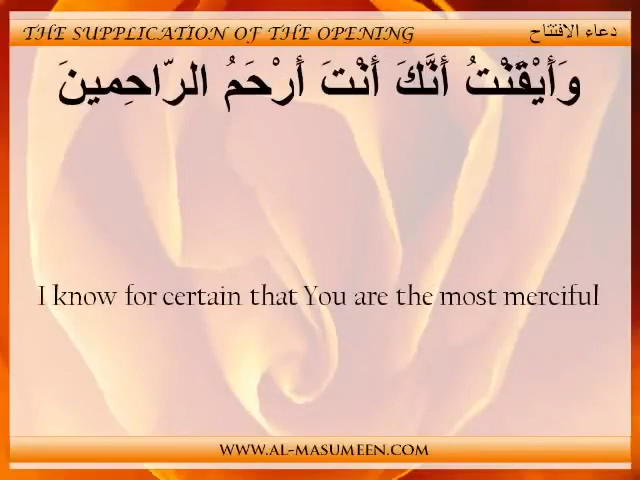 THE SUPPLICATION OF THE OPENING دعاء الافتتاح
وَأَيْقَنْتُ أَنَّكَ أَنْتَ أَرْحَمُ الرّاحِمينَ
I know for certain that You are the most merciful
WWW.AL-MASUMEEN.COM